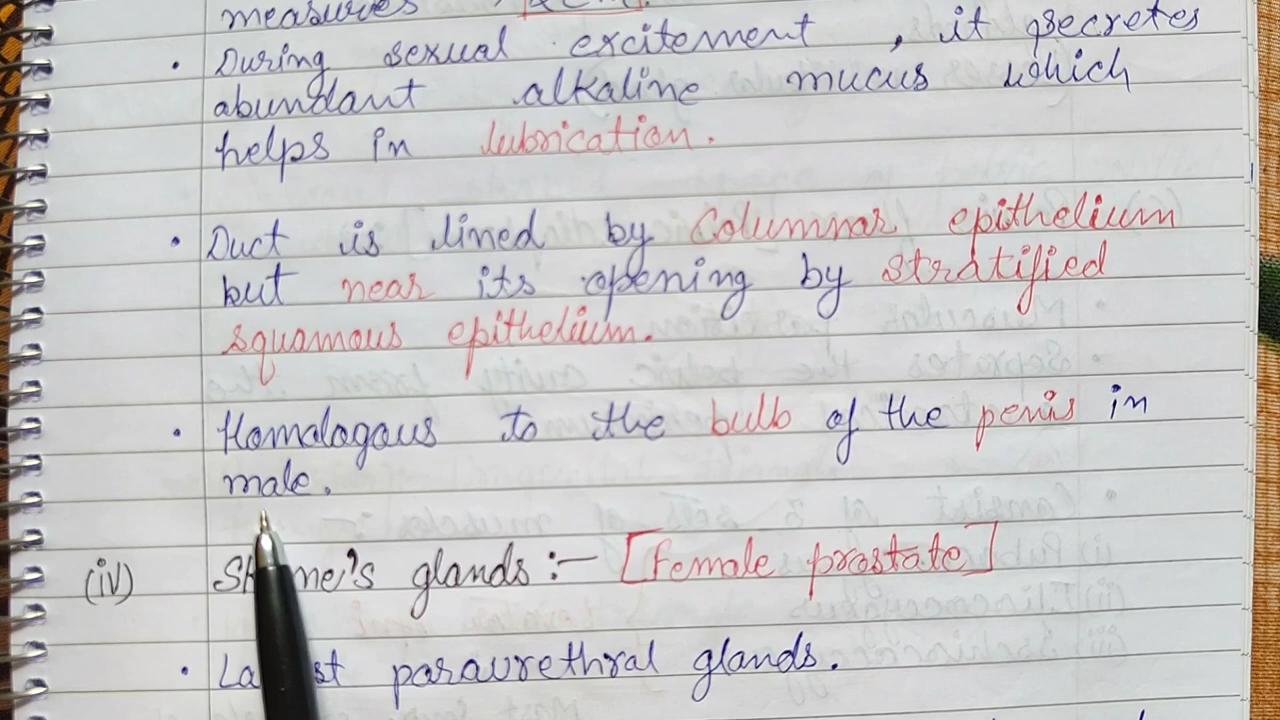 measures
. During sexual excitement , it secretes
abundant alkaline mucus which
helps in lubrication.
. Duct is lined by Columnar epithelium
but near its opening by stratified
squamous epithelium.
. Homologous to the bulb of the penis in
male.
(iv) glands :- [Female prostate]
. paraurethral glands.